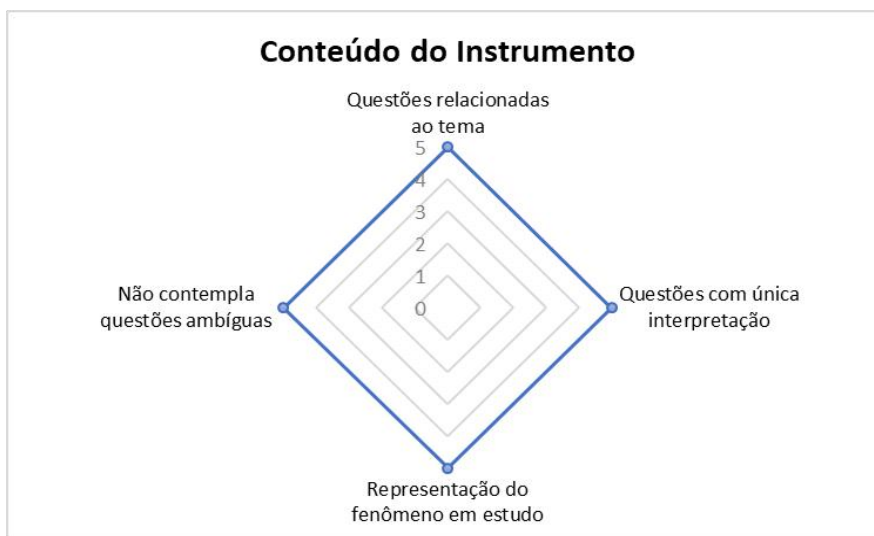 Conteúdo do Instrumento
Questões relacionadas
ao tema
5
4
3
2
1
0
Não contempla
questões ambíguas
Questões com única
interpretação
Representação do
fenômeno em estudo